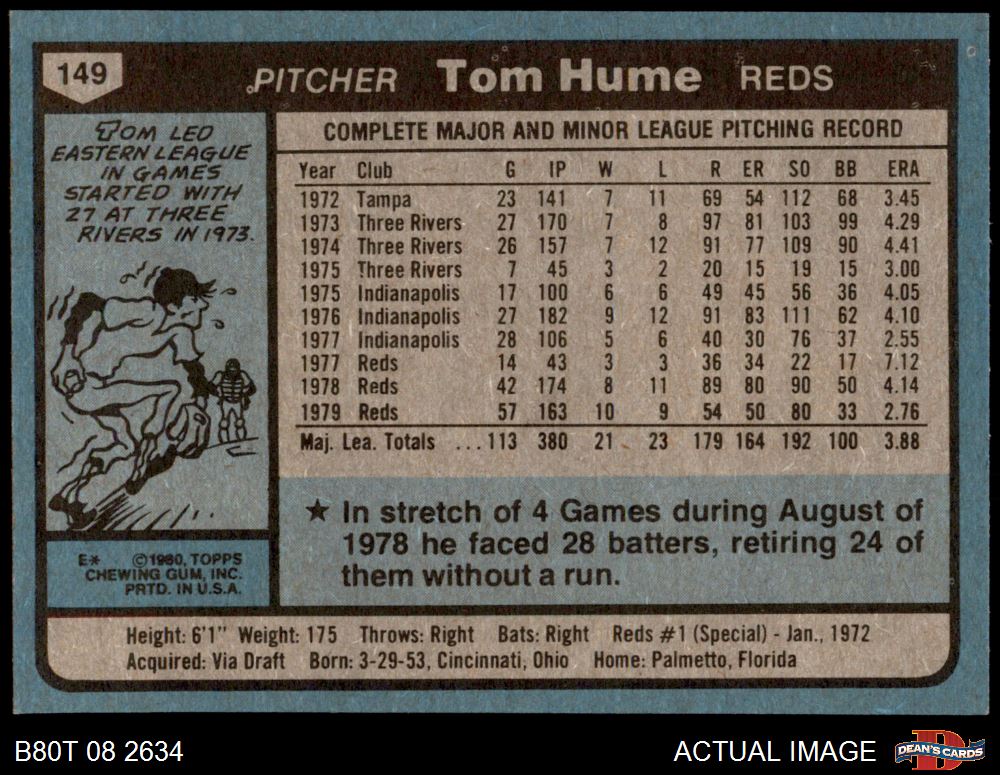 149 PITCHER Tom Hume REDS
TOM LED
EASTERN LEAGUE
IN GAMES
STARTED WITH
27 AT THREE
RIVERS IN 1973.
COMPLETE MAJOR AND MINOR LEAGUE PITCHING RECORD
Year Club G IP W L R ER SO BB ERA
1972 Tampa 23 141 7 11 69 54 112 68 3.45
1973 Three Rivers 27 170 7 8 97 81 103 99 4.29
1974 Three Rivers 26 157 7 12 91 77 109 90 4.41
1975 Three Rivers 7 45 3 2 20 15 19 15 3.00
1975 Indianapolis 17 100 6 6 49 45 56 36 4.05
1976 Indianapolis 27 182 9 12 91 83 111 62 4.10
1977 Indianapolis 28 106 5 6 40 30 76 37 2.55
1977 Reds 14 43 3 3 36 34 22 17 7.12
1978 Reds 42 174 8 11 89 80 90 50 4.14
1979 Reds 57 163 10 9 54 50 80 33 2.76
Maj. Lea. Totals ... 113 380 21 23 179 164 192 100 3.88
★ In stretch of 4 Games during August of
1978 he faced 28 batters, retiring 24 of
them without a run.
E* ©1980, TOPPS
CHEWING GUM, INC.
PRTD. IN U.S.A.
Height: 6'1" Weight: 175 Throws: Right Bats: Right Reds #1 (Special) - Jan., 1972
Acquired: Via Draft Born: 3-29-53, Cincinnati, Ohio Home: Palmetto, Florida
B80T 08 2634 ACTUAL IMAGE
D
DEAN'S CARDS